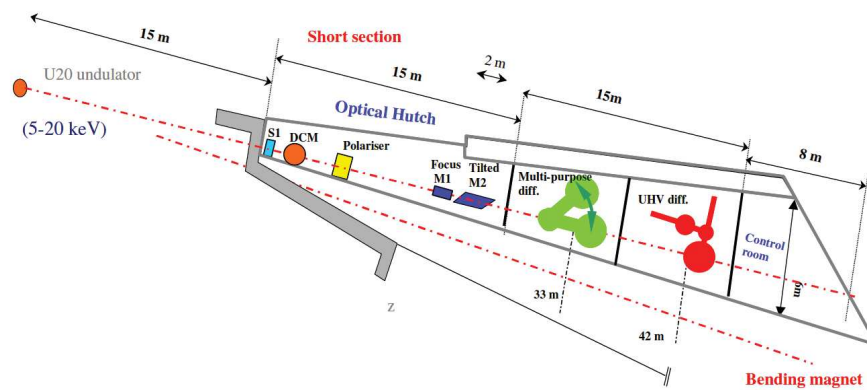 15 m
Short section
2 m
U20 undulator
15 m
15m
(5-20 keV)
Optical Hutch
8 m
S1
DCM
Polariser
Focus
M1
Tilted
M2
Multi-purpose
diff.
UHV diff.
Control
room
33 m
42 m
z
Bending magnet